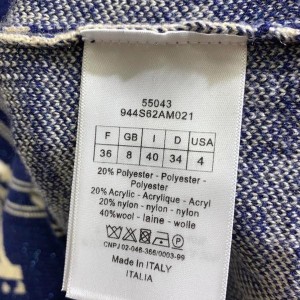 55043
944S62AM021
F GB I D USA
36 8 40 34 4
20% Polyester - Polyester -
Polyester
20% Acrylic - Acrylique - Acryl
20% nylon - nylon - nylon
40%wool - laine - wolle
CNPJ 02-046-366/0003-99
Made In ITALY
ITALIA